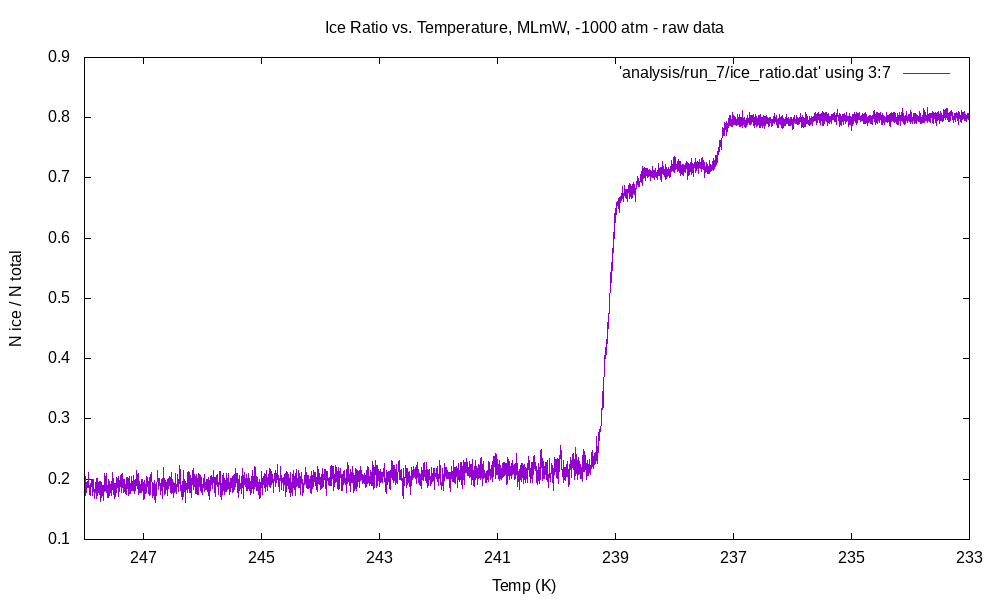 Ice Ratio vs. Temperature, MLmW, -1000 atm - raw data
'analysis/run_7/ice_ratio.dat' using 3:7
N ice / N total
0.9
0.8
0.7
0.6
0.5
0.4
0.3
0.2
0.1
247 245 243 241 239 237 235 233
Temp (K)